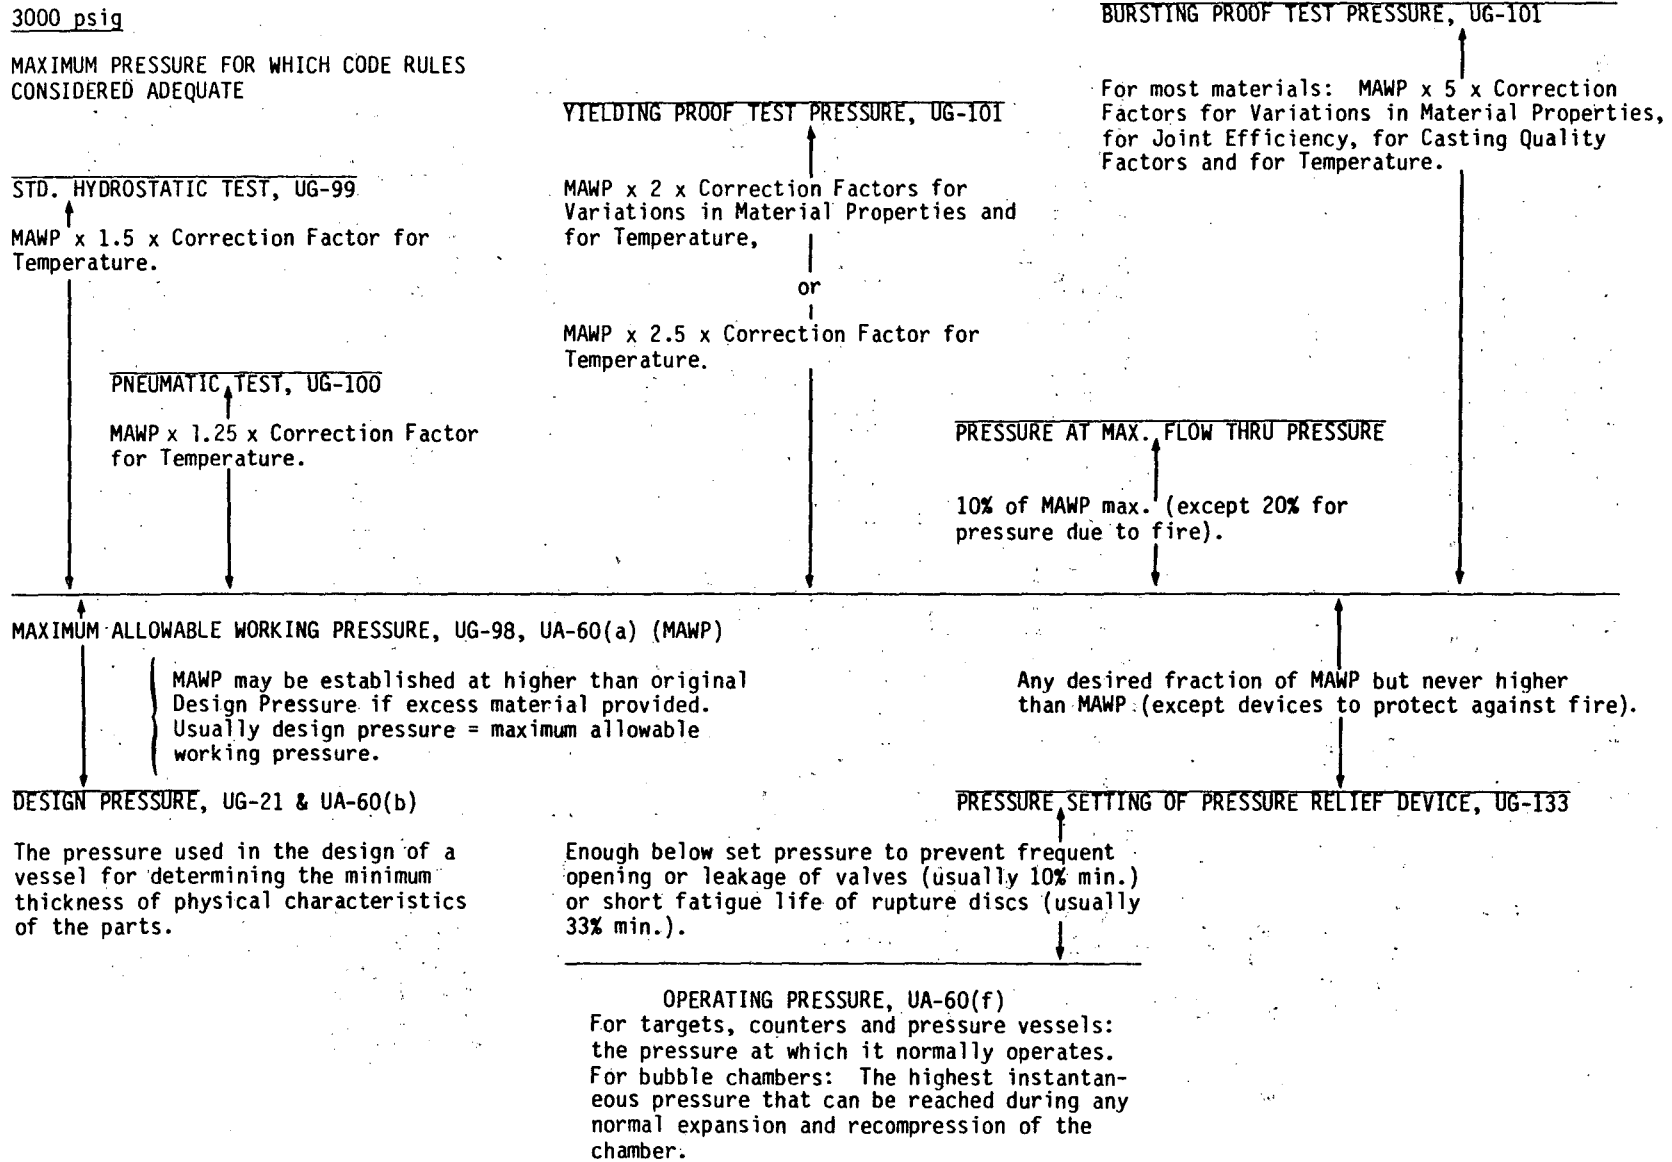 3000 psig
MAXIMUM PRESSURE FOR WHICH CODE RULES
CONSIDERED ADEQUATE
BURSTING PROOF TEST PRESSURE, UG-101
For most materials: MAWP x 5 x Correction
Factors for Variations in Material Properties,
for Joint Efficiency, for Casting Quality
Factors and for Temperature.
YIELDING PROOF TEST PRESSURE, UG-101
MAWP x 2 x Correction Factors for
Variations in Material Properties and
for Temperature,
or
MAWP x 2.5 x Correction Factor for
Temperature.
STD. HYDROSTATIC TEST, UG-99
MAWP x 1.5 x Correction Factor for
Temperature.
PNEUMATIC TEST, UG-100
MAWP x 1.25 x Correction Factor
for Temperature.
PRESSURE AT MAX. FLOW THRU PRESSURE
10% of MAWP max. (except 20% for
pressure due to fire).
MAXIMUM ALLOWABLE WORKING PRESSURE, UG-98, UA-60(a) (MAWP)
MAWP may be established at higher than original
Design Pressure if excess material provided.
Usually design pressure = maximum allowable
working pressure.
Any desired fraction of MAWP but never higher
than MAWP (except devices to protect against fire).
DESIGN PRESSURE, UG-21 & UA-60(b)
The pressure used in the design of a
vessel for determining the minimum
thickness of physical characteristics
of the parts.
PRESSURE SETTING OF PRESSURE RELIEF DEVICE, UG-133
Enough below set pressure to prevent frequent
opening or leakage of valves (usually 10% min.)
or short fatigue life of rupture discs (usually
33% min.).
OPERATING PRESSURE, UA-60(f)
For targets, counters and pressure vessels:
the pressure at which it normally operates.
For bubble chambers: The highest instantan-
eous pressure that can be reached during any
normal expansion and recompression of the
chamber.